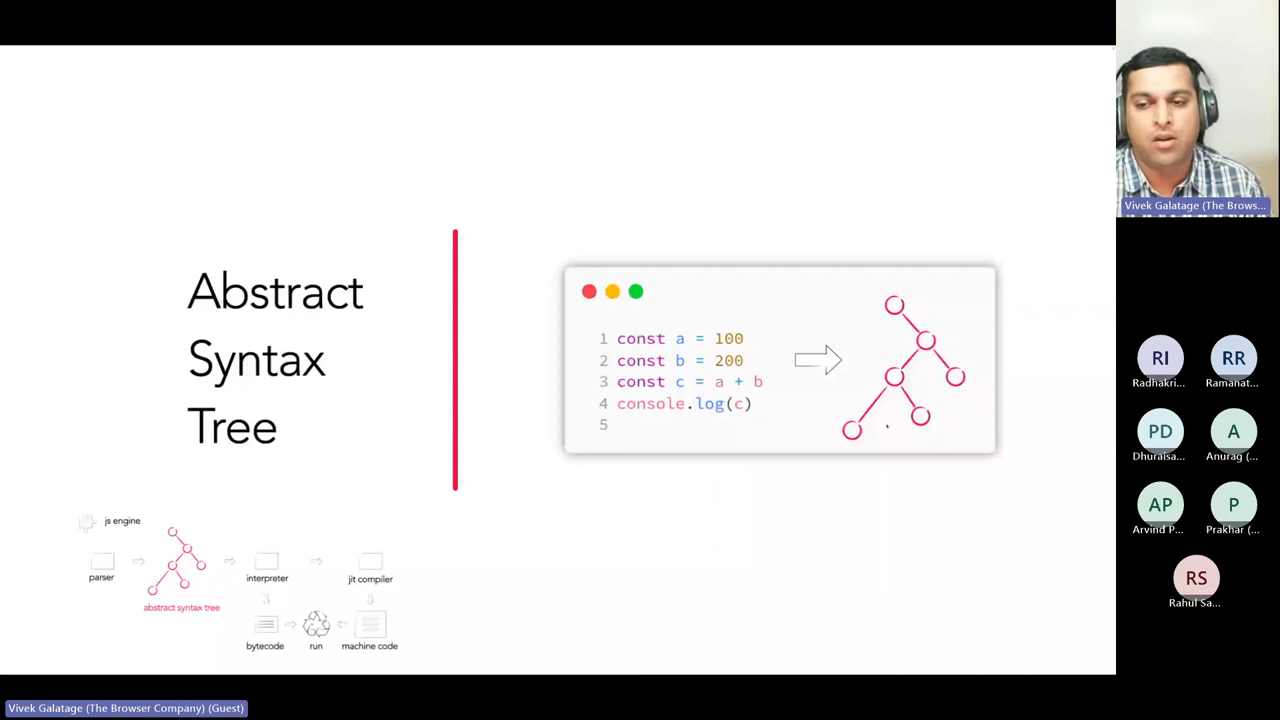 Abstract
Syntax
Tree
1 const a = 100
2 const b = 200
3 const c = a + b
4 console.log(c)
5
js engine
parser
abstract syntax tree
interpreter
jit compiler
bytecode
run
machine code
Vivek Galatage (The Brows...
RI
Radhakri...
RR
Ramanat...
PD
Dhuraisa...
A
Anurag (...
AP
Arvind P...
P
Prakhar (...
RS
Rahul Sa...
Vivek Galatage (The Browser Company) (Guest)